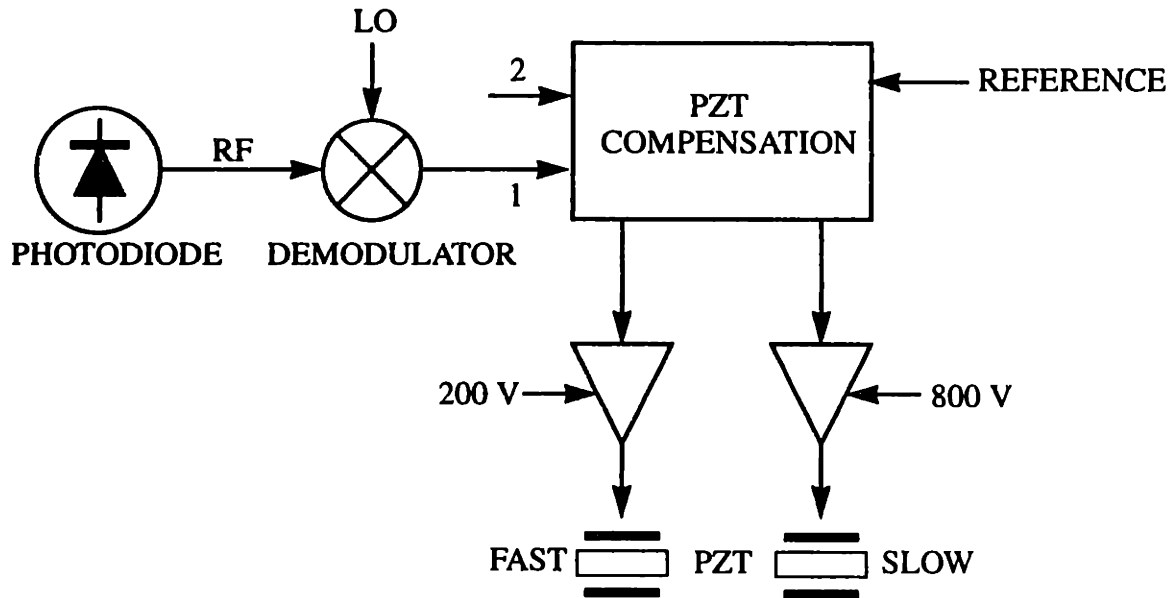 LO
2
PZT
COMPENSATION
REFERENCE
RF
1
PHOTODIODE
DEMODULATOR
200 V
800 V
FAST
PZT
SLOW